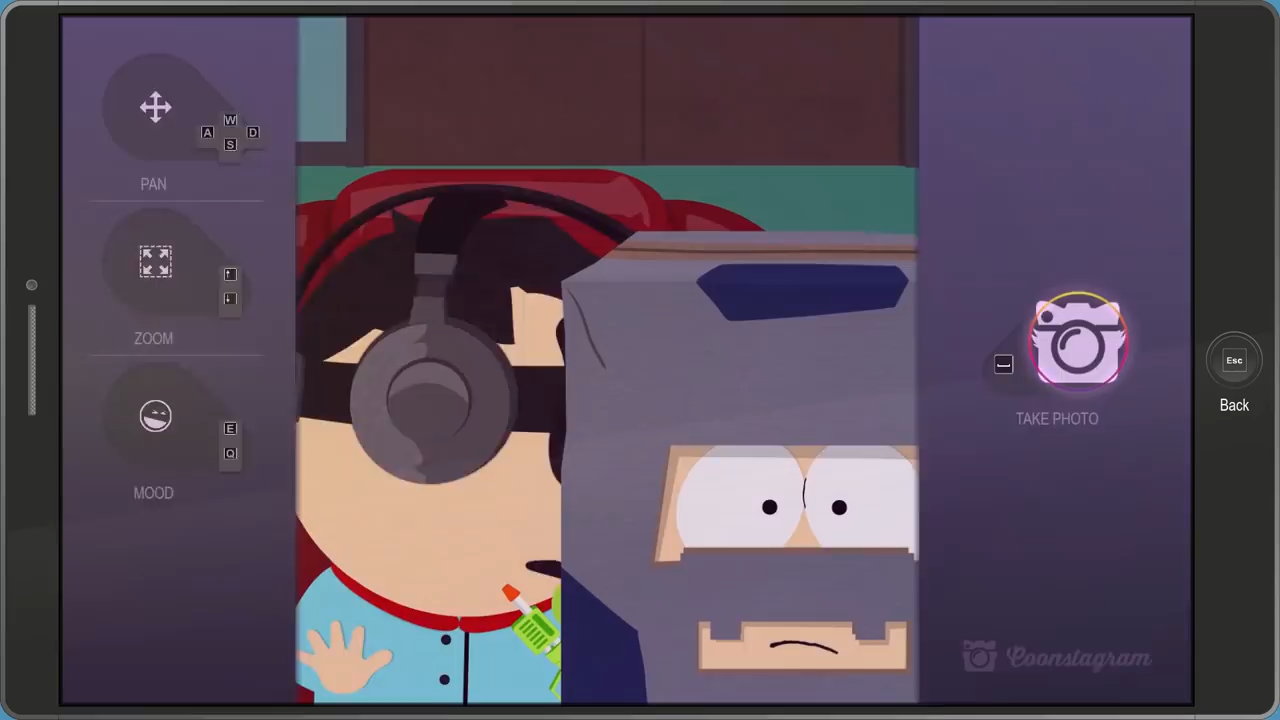 W
A D
S
PAN
↑
↓
ZOOM
E
Q
MOOD
TAKE PHOTO
Esc
Back
Coonstagram